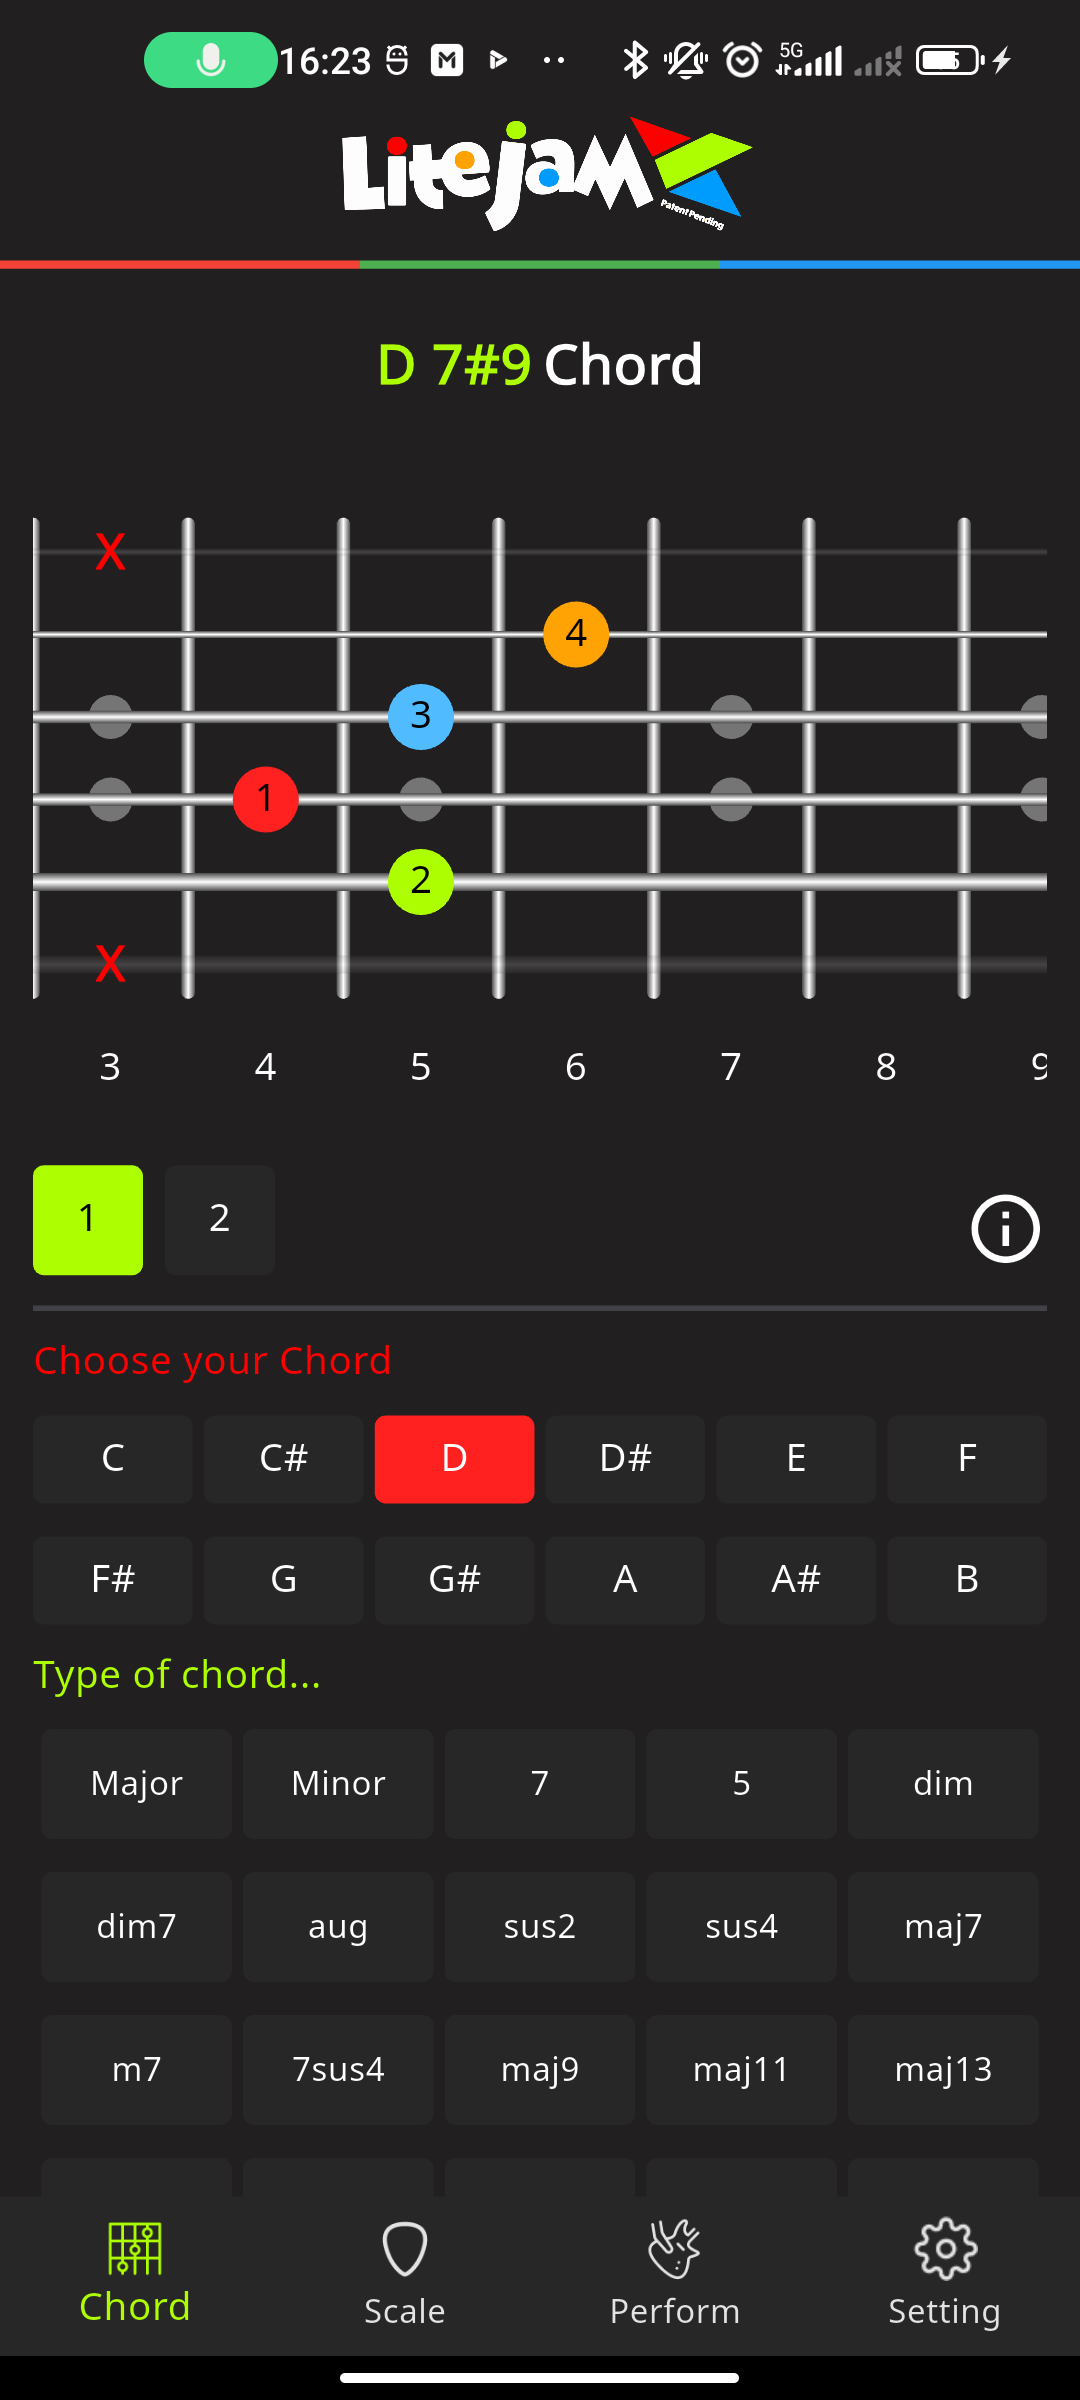 16:23
5G
LitejaM
Patent Pending
D 7#9 Chord
X
4
3
1
2
X
3 4 5 6 7 8 9
1 2
Choose your Chord
C C# D D# E F
F# G G# A A# B
Type of chord...
Major Minor 7 5 dim
dim7 aug sus2 sus4 maj7
m7 7sus4 maj9 maj11 maj13
Chord Scale Perform Setting